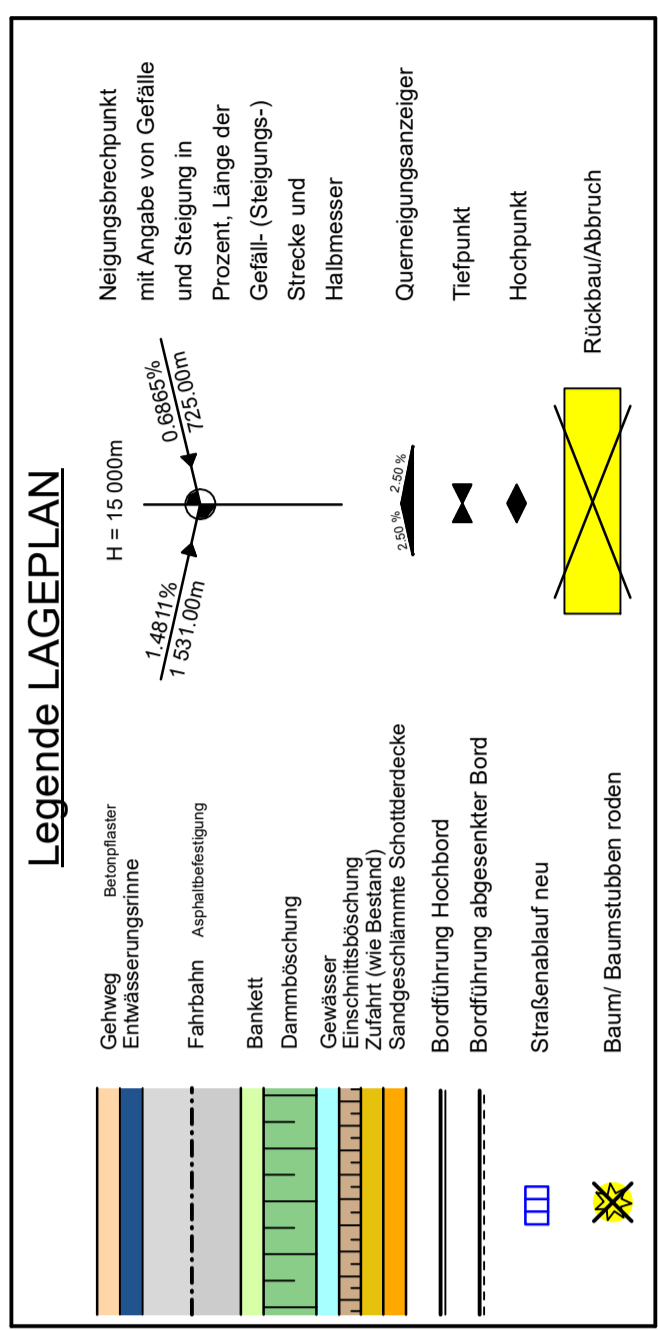 Legende LAGEPLAN
Gehweg Betonpflaster
Entwässerungsrinne
Fahrbahn Asphaltbefestigung
Bankett
Dammböschung
Gewässer
Einschnittsböschung
Zufahrt (wie Bestand)
Sandgeschlämmte Schottderdecke
Bordführung Hochbord
Bordführung abgesenkter Bord
Straßenablauf neu
Baum/ Baumstubben roden
H = 15 000m
1.4811%
1 531.00m
0.6865%
725.00m
Neigungsbrechpunkt
mit Angabe von Gefälle
und Steigung in
Prozent, Länge der
Gefäll- (Steigungs-)
Strecke und
Halbmesser
2.50 % 2.50 %
Querneigungsanzeiger
Tiefpunkt
Hochpunkt
Rückbau/Abbruch